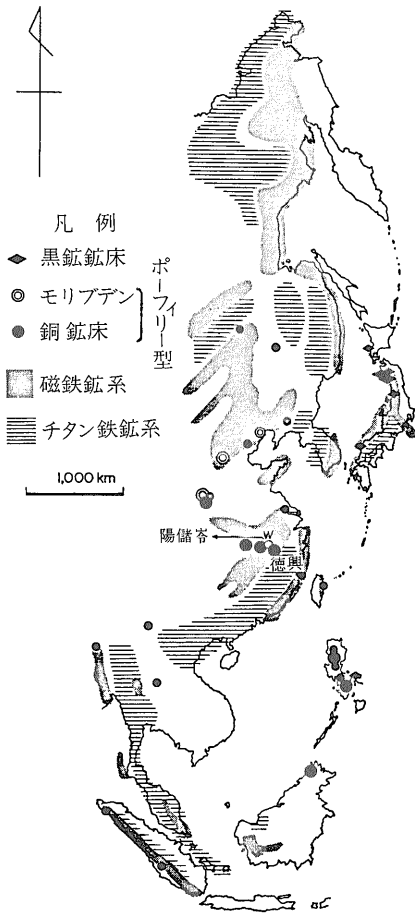 凡例
黒鉱鉱床
モリブデン
銅鉱床
ポーフィリー型
磁鉄鉱系
チタン鉄鉱系
1,000 km
陽儲岺
W
徳興